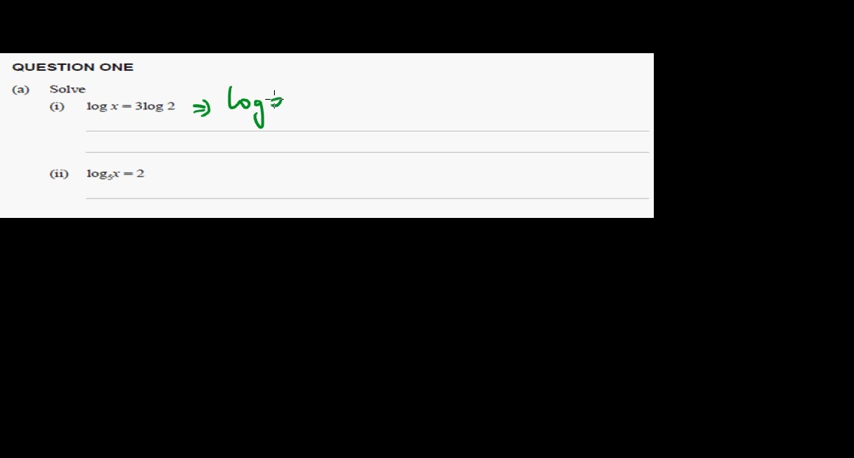 QUESTION ONE
(a) Solve
(i) log x = 3log 2 ⇒ log
(ii) log₅x = 2